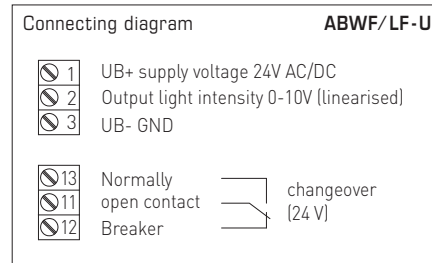 Connecting diagram ABWF/LF-U
1 UB+ supply voltage 24V AC/DC
2 Output light intensity 0-10V (linearised)
3 UB- GND
13 Normally
11 open contact
12 Breaker
changeover
(24 V)